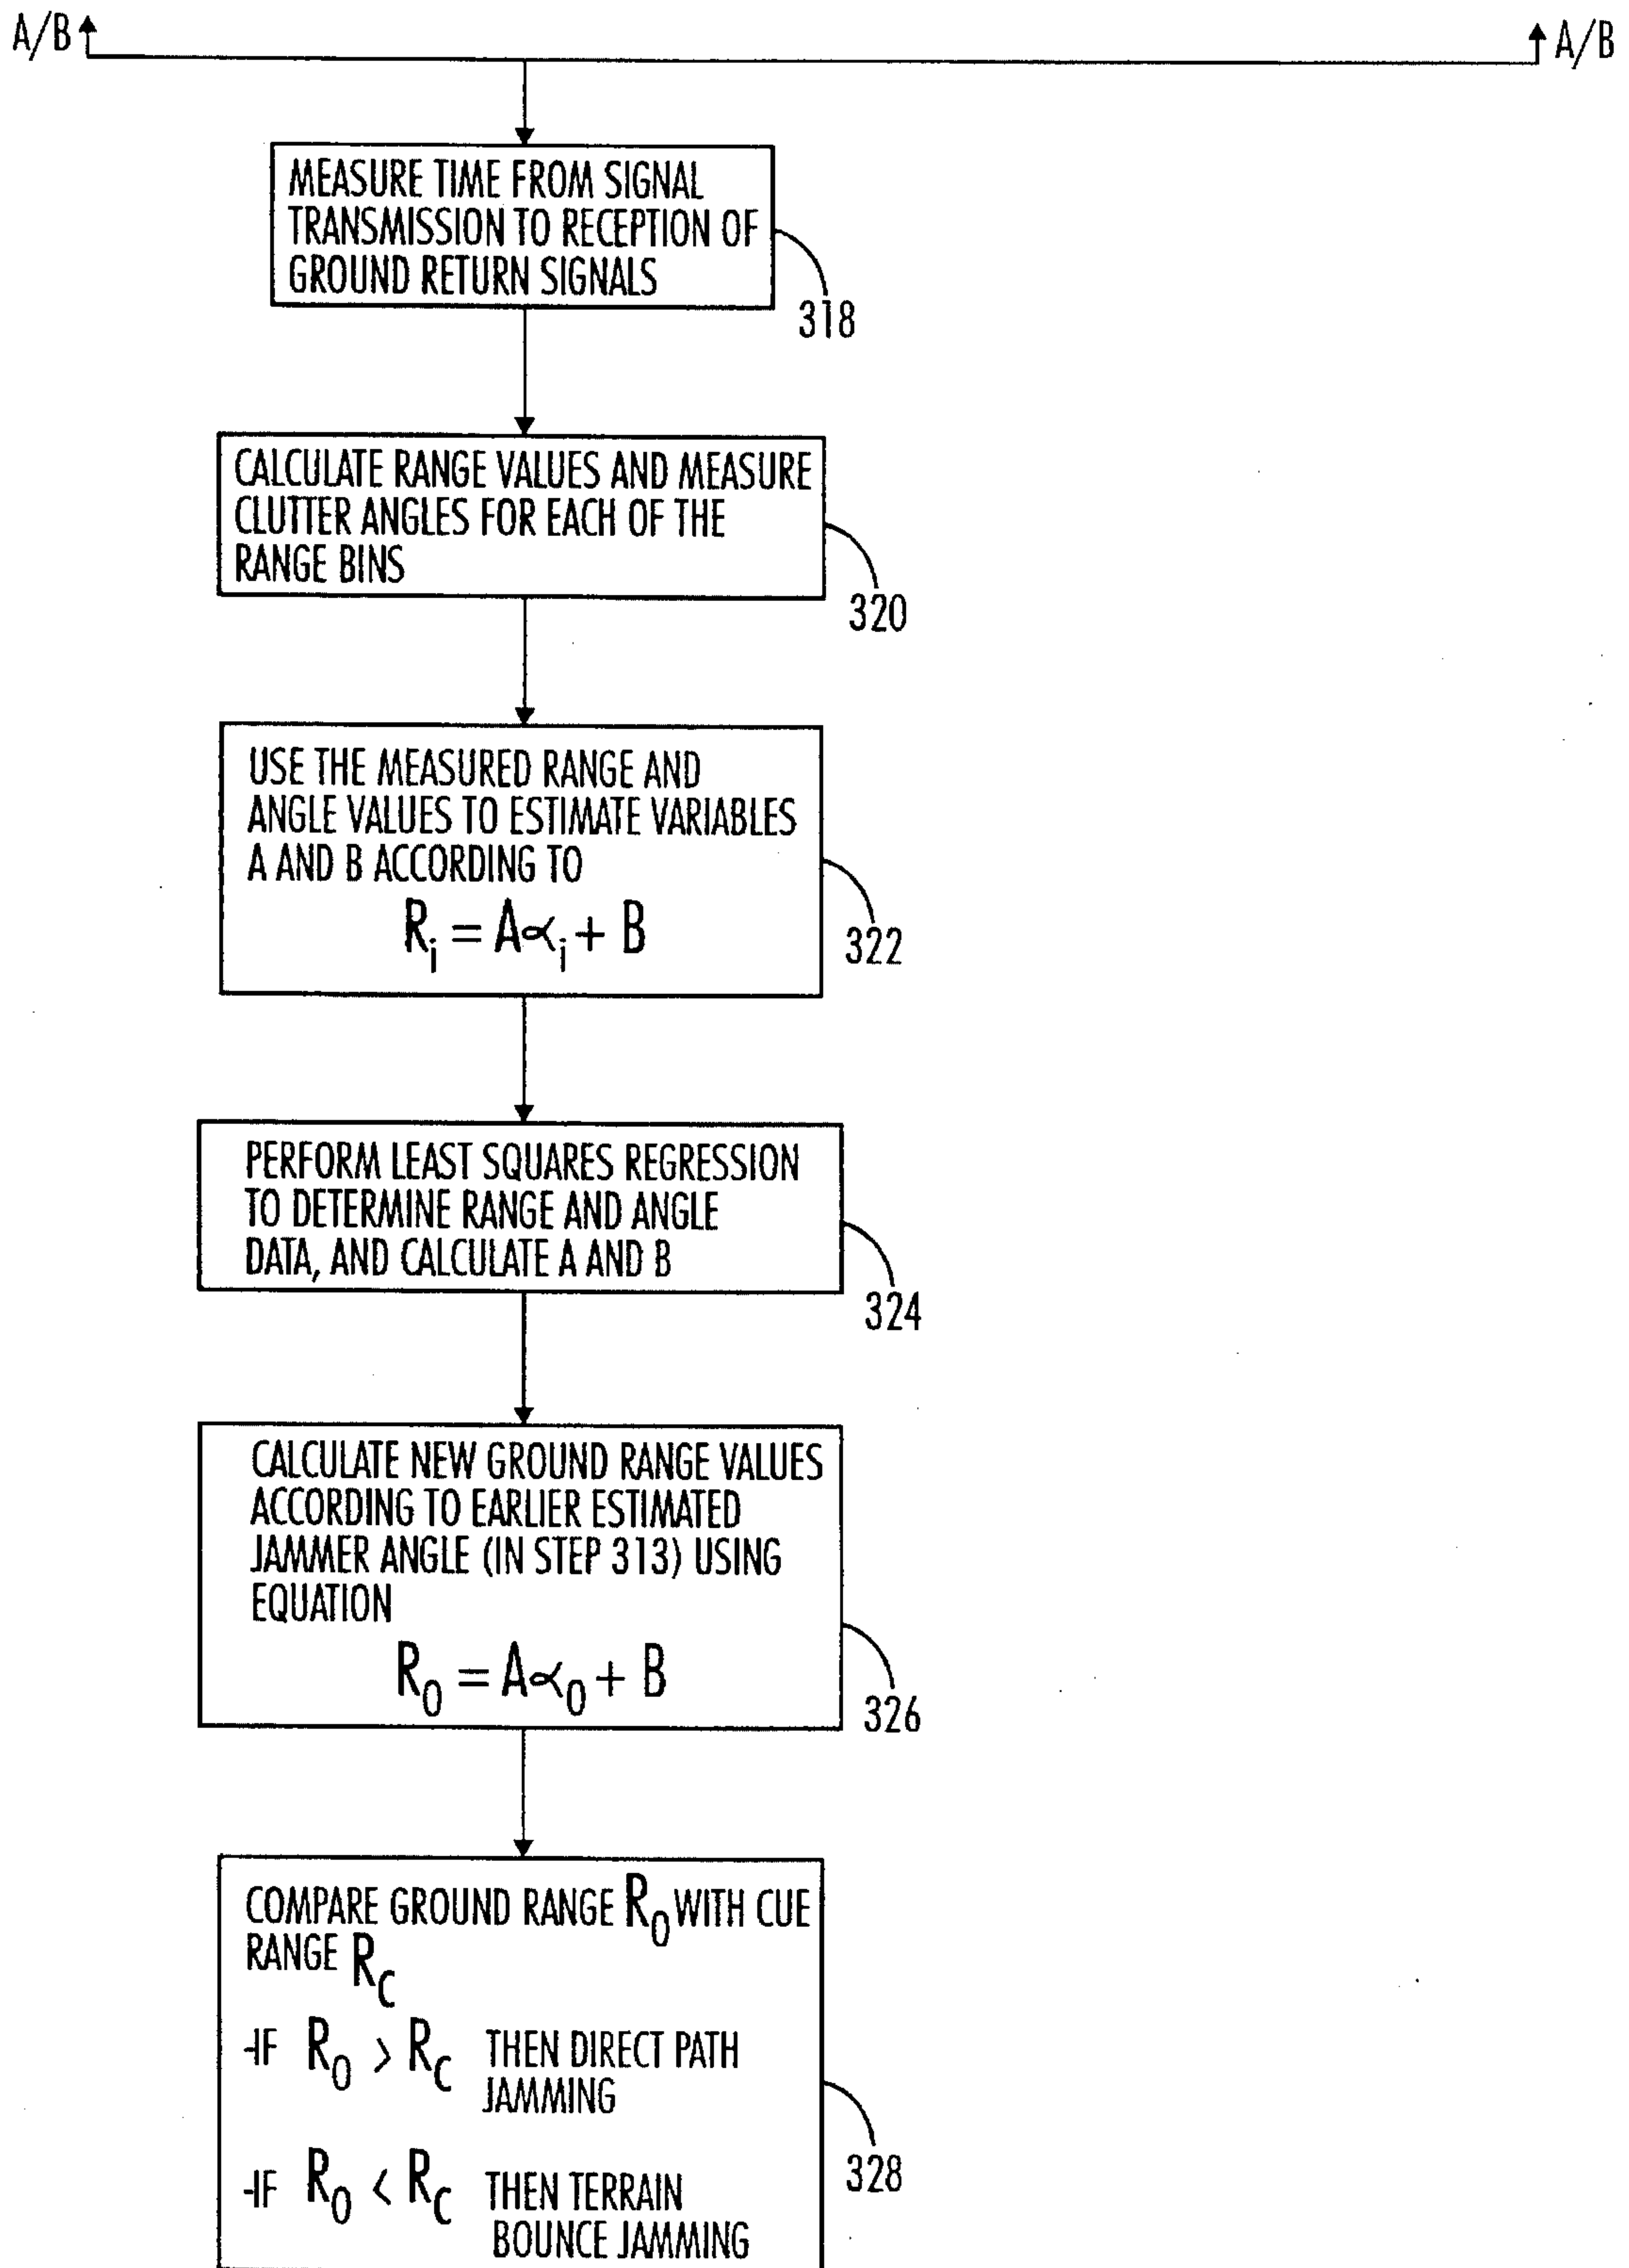 A/B
A/B
MEASURE TIME FROM SIGNAL
TRANSMISSION TO RECEPTION OF
GROUND RETURN SIGNALS
318
CALCULATE RANGE VALUES AND MEASURE
CLUTTER ANGLES FOR EACH OF THE
RANGE BINS
320
USE THE MEASURED RANGE AND
ANGLE VALUES TO ESTIMATE VARIABLES
A AND B ACCORDING TO
R_i = A∝_i + B
322
PERFORM LEAST SQUARES REGRESSION
TO DETERMINE RANGE AND ANGLE
DATA, AND CALCULATE A AND B
324
CALCULATE NEW GROUND RANGE VALUES
ACCORDING TO EARLIER ESTIMATED
JAMMER ANGLE (IN STEP 313) USING
EQUATION
R_0 = A∝_0 + B
326
COMPARE GROUND RANGE R_0 WITH CUE
RANGE R_C
-IF R_0 > R_C THEN DIRECT PATH
JAMMING
-IF R_0 < R_C THEN TERRAIN
BOUNCE JAMMING
328